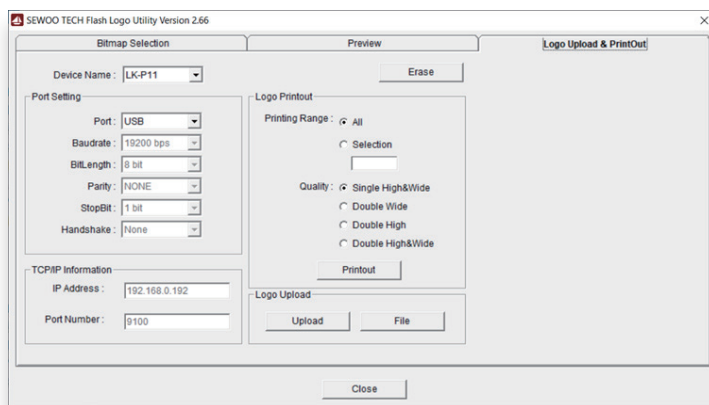 SEWOO TECH Flash Logo Utility Version 2.66
Bitmap Selection
Preview
Logo Upload & PrintOut
Device Name : LK-P11
Erase
Port Setting
Port : USB
Baudrate : 19200 bps
BitLength : 8 bit
Parity : NONE
StopBit : 1 bit
Handshake : None
TCP/IP Information
IP Address : 192.168.0.192
Port Number : 9100
Logo Printout
Printing Range : All
Selection
Quality : Single High&Wide
Double Wide
Double High
Double High&Wide
Printout
Logo Upload
Upload
File
Close